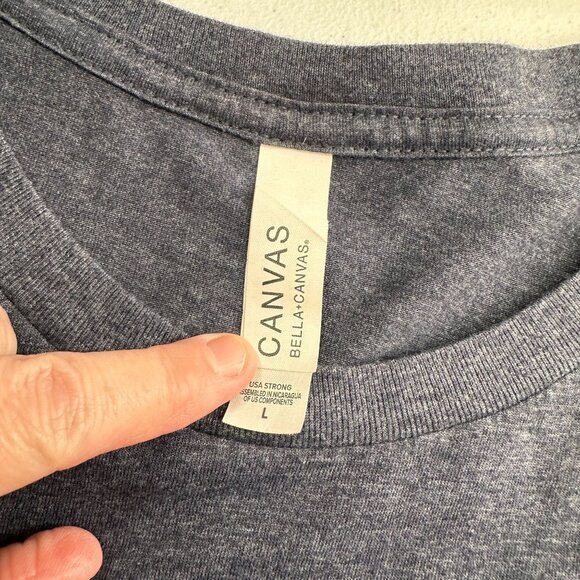 CANVAS
BELLA+CANVAS®
USA STRONG
ASSEMBLED IN NICARAGUA
OF US COMPONENTS
L